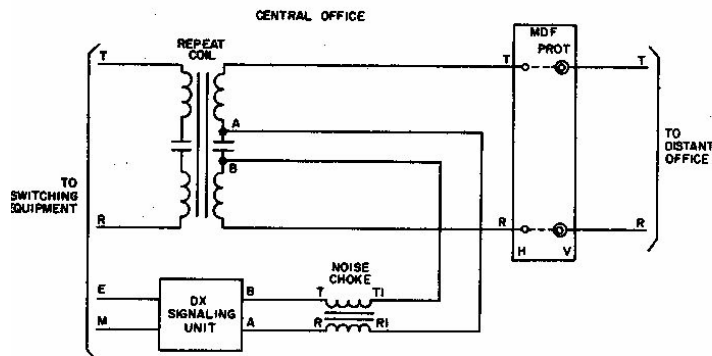 CENTRAL OFFICE
REPEAT
COIL
MDF
PROT
T
T
T
A
B
TO
SWITCHING
EQUIPMENT
TO
DISTANT
OFFICE
R
R
R
H
V
NOISE
CHOKE
E
M
DX
SIGNALING
UNIT
B
A
T
T1
R
R1